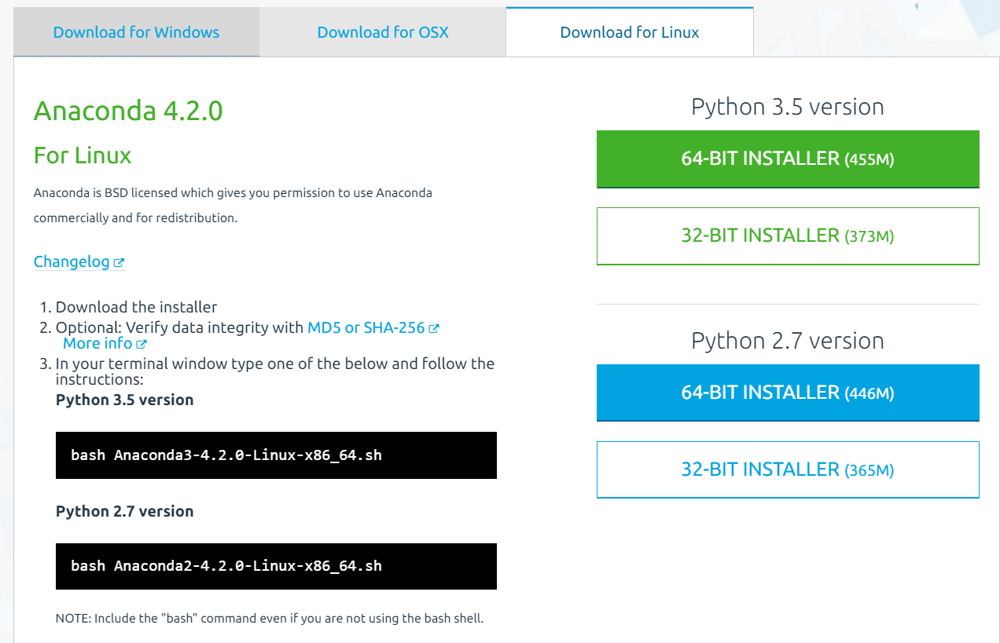 Download for Windows
Download for OSX
Download for Linux
Anaconda 4.2.0
For Linux
Anaconda is BSD licensed which gives you permission to use Anaconda
commercially and for redistribution.
Changelog
1. Download the installer
2. Optional: Verify data integrity with MD5 or SHA-256
More info
3. In your terminal window type one of the below and follow the
instructions:
Python 3.5 version
bash Anaconda3-4.2.0-Linux-x86_64.sh
Python 2.7 version
bash Anaconda2-4.2.0-Linux-x86_64.sh
NOTE: Include the "bash" command even if you are not using the bash shell.
Python 3.5 version
64-BIT INSTALLER (455M)
32-BIT INSTALLER (373M)
Python 2.7 version
64-BIT INSTALLER (446M)
32-BIT INSTALLER (365M)